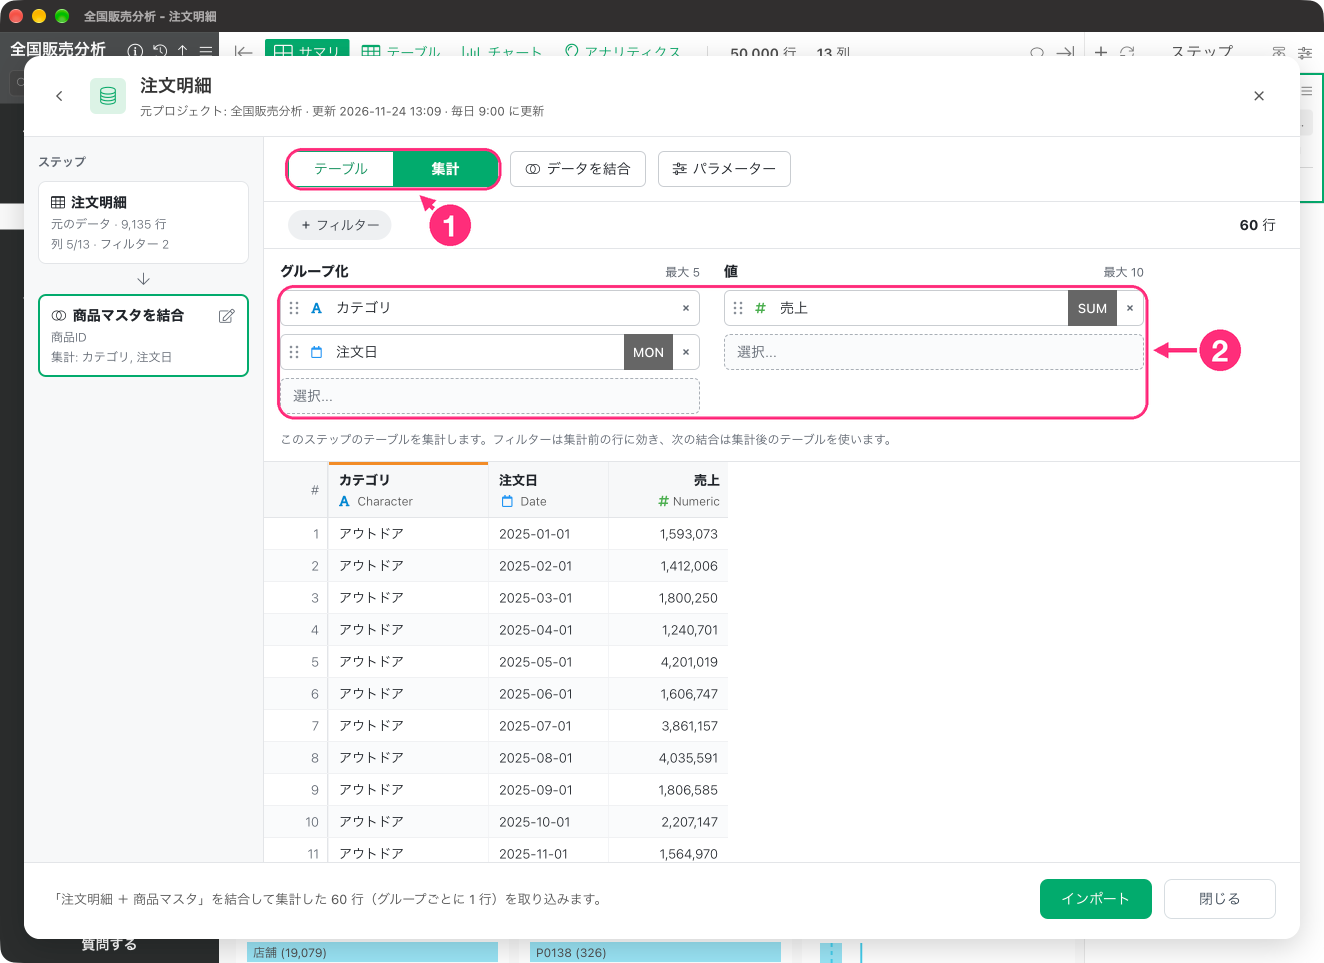 全国販売分析 - 注文明細
全国販売分析
サマリ
テーブル
チャート
アナリティクス
50,000 行
13 列
ステップ
注文明細
元プロジェクト: 全国販売分析 · 更新 2026-11-24 13:09 · 毎日 9:00 に更新
ステップ
注文明細
元のデータ · 9,135 行
列 5/13 · フィルター 2
商品マスタを結合
商品ID
集計: カテゴリ, 注文日
テーブル
集計
データを結合
パラメーター
1
+ フィルター
60 行
グループ化
最大 5
値
最大 10
A カテゴリ ×
# 売上 SUM ×
注文日 MON ×
選択...
選択...
2
このステップのテーブルを集計します。フィルターは集計前の行に効き、次の結合は集計後のテーブルを使います。
# カテゴリ 注文日 売上
A Character Date # Numeric
1 アウトドア 2025-01-01 1,593,073
2 アウトドア 2025-02-01 1,412,006
3 アウトドア 2025-03-01 1,800,250
4 アウトドア 2025-04-01 1,240,701
5 アウトドア 2025-05-01 4,201,019
6 アウトドア 2025-06-01 1,606,747
7 アウトドア 2025-07-01 3,861,157
8 アウトドア 2025-08-01 4,035,591
9 アウトドア 2025-09-01 1,806,585
10 アウトドア 2025-10-01 2,207,147
11 アウトドア 2025-11-01 1,564,970
「注文明細 + 商品マスタ」を結合して集計した 60 行（グループごとに 1 行）を取り込みます。
インポート
閉じる
質問する
店舗 (19,079)
P0138 (326)